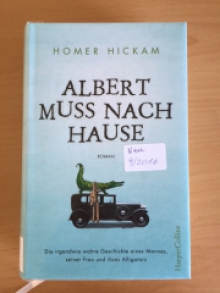 HOMER HICKAM
ALBERT
MUSS NACH
HAUSE
ROMAN
Die irgendwie wahre Geschichte eines Mannes,
seiner Frau und ihres Alligators
HarperCollins